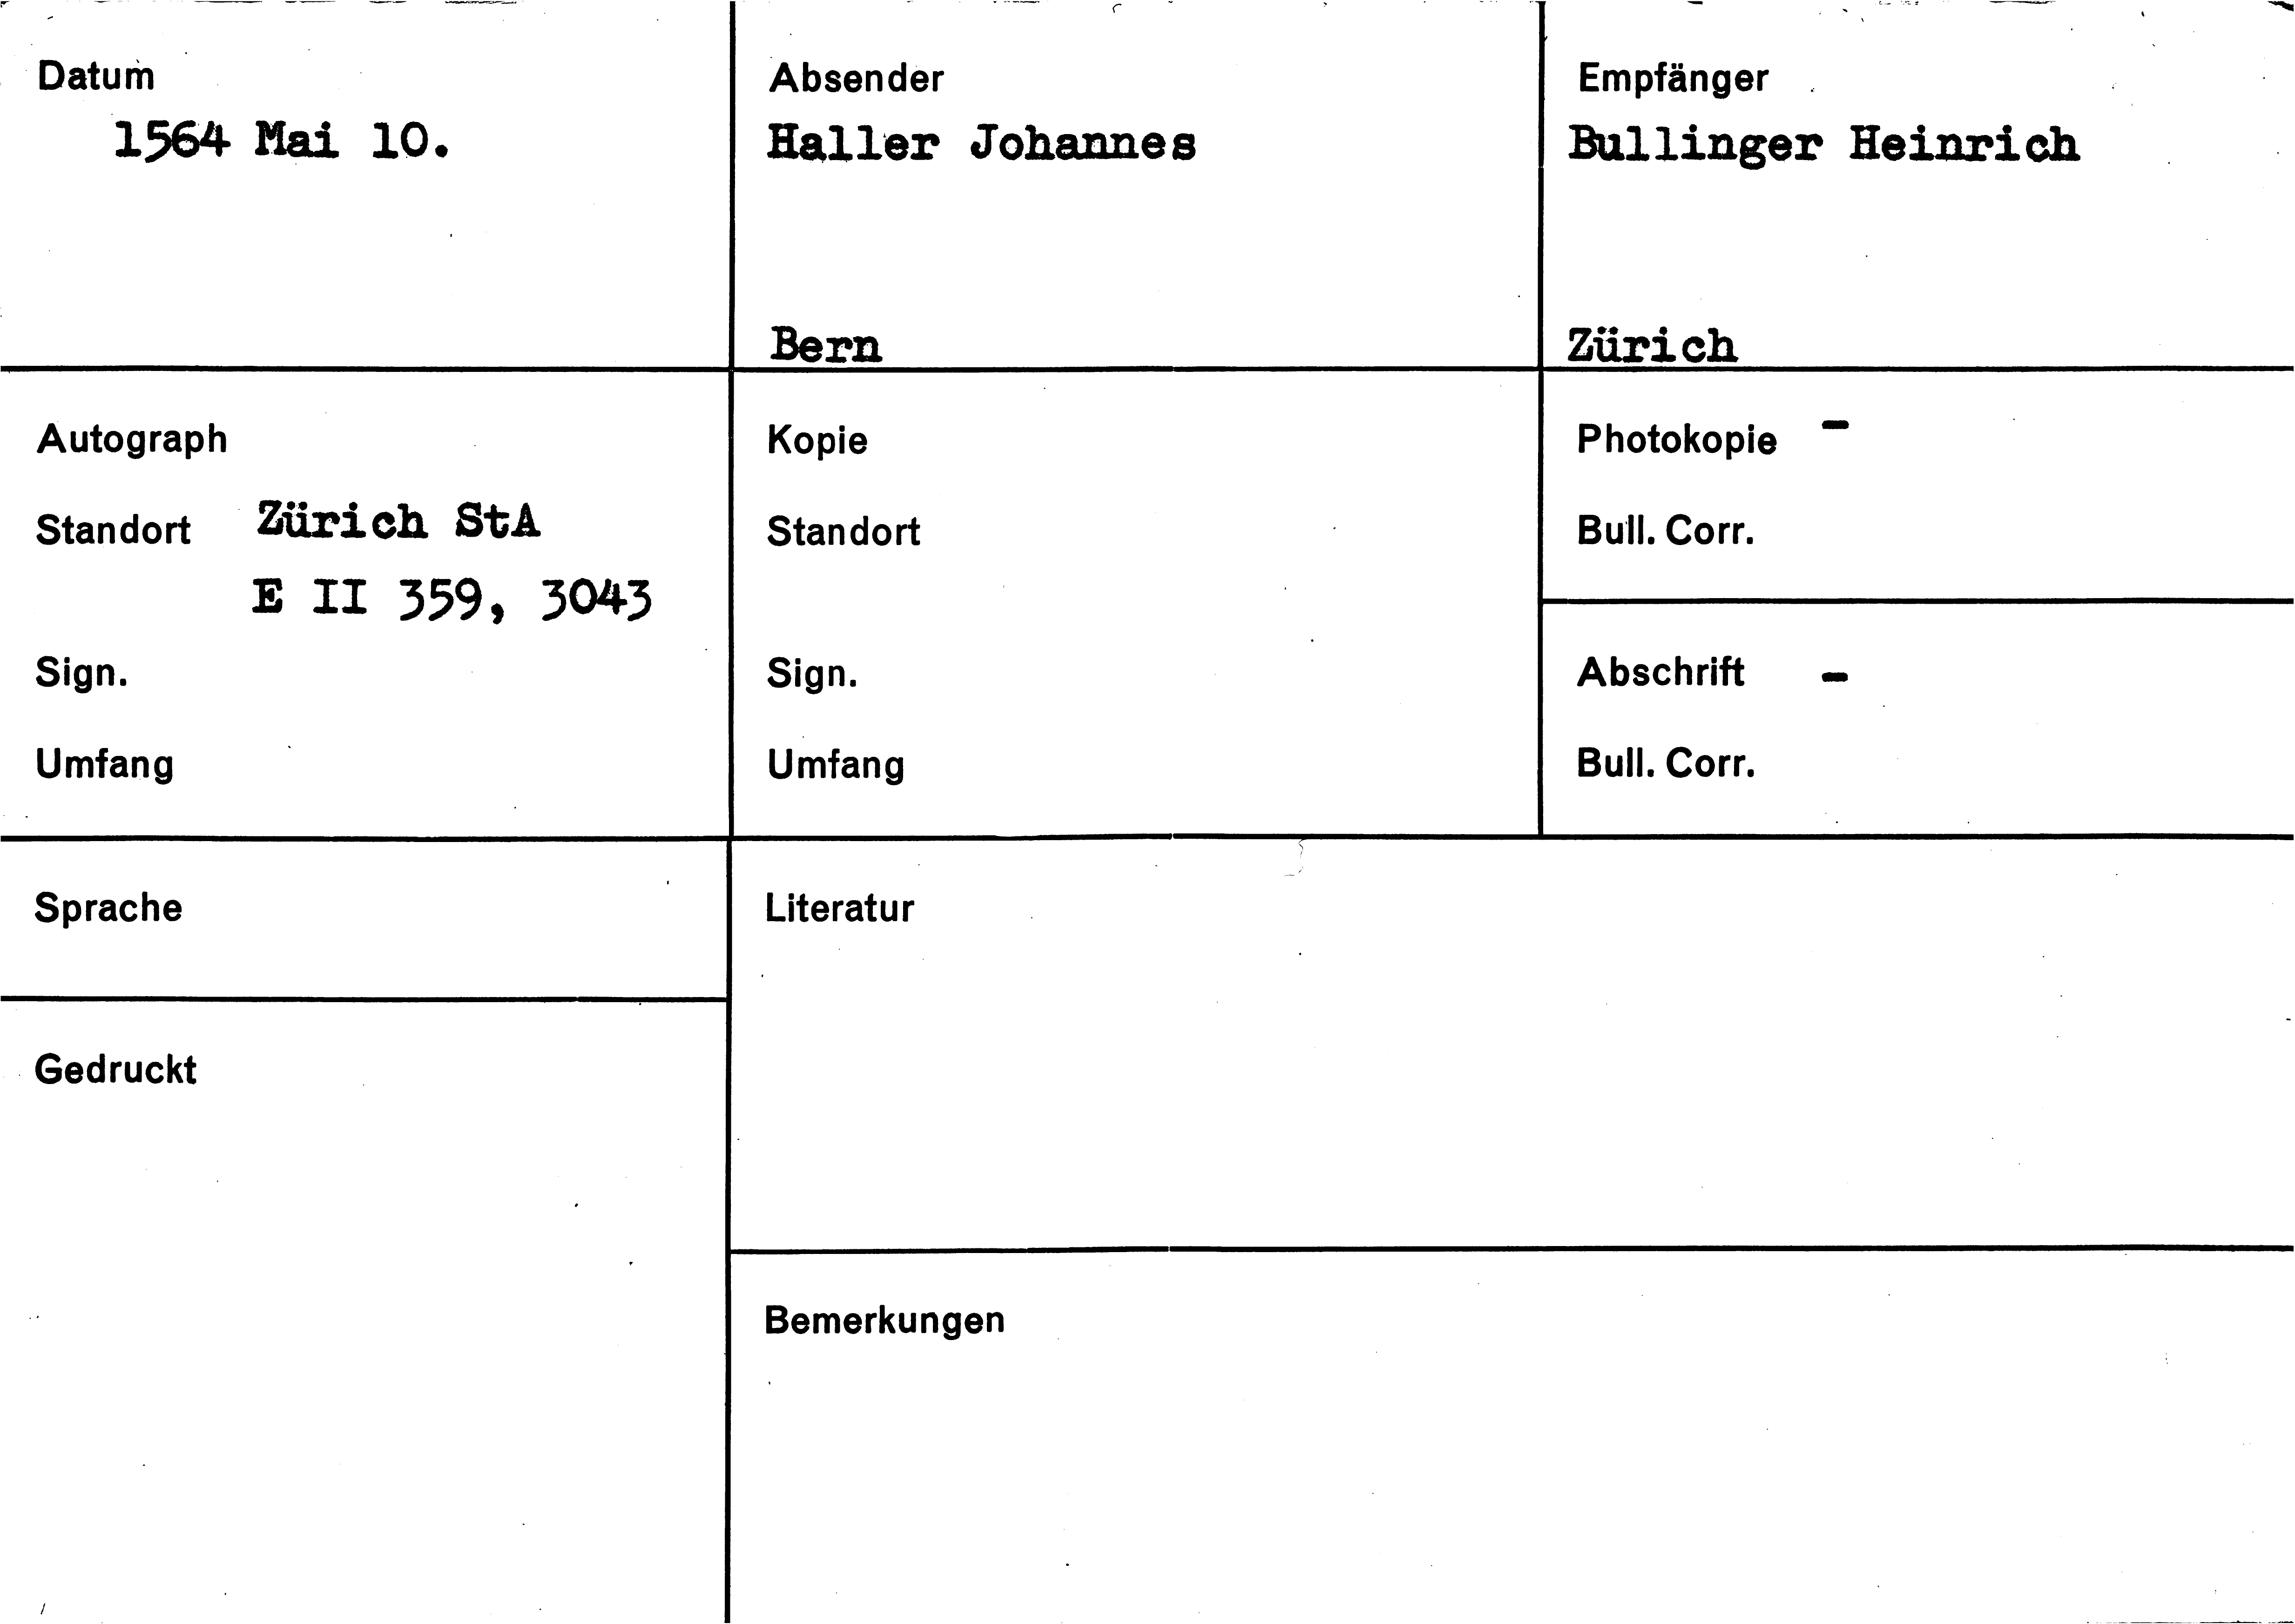 Datum
1564 Mai 10.
Absender
Haller Johannes
Bern
Empfänger
Bullinger Heinrich
Zürich
Autograph
Standort Zürich StA
E II 359, 3043
Sign.
Umfang
Kopie
Standort
Sign.
Umfang
Photokopie -
Bull. Corr.
Abschrift -
Bull. Corr.
Sprache
Gedruckt
Literatur
Bemerkungen